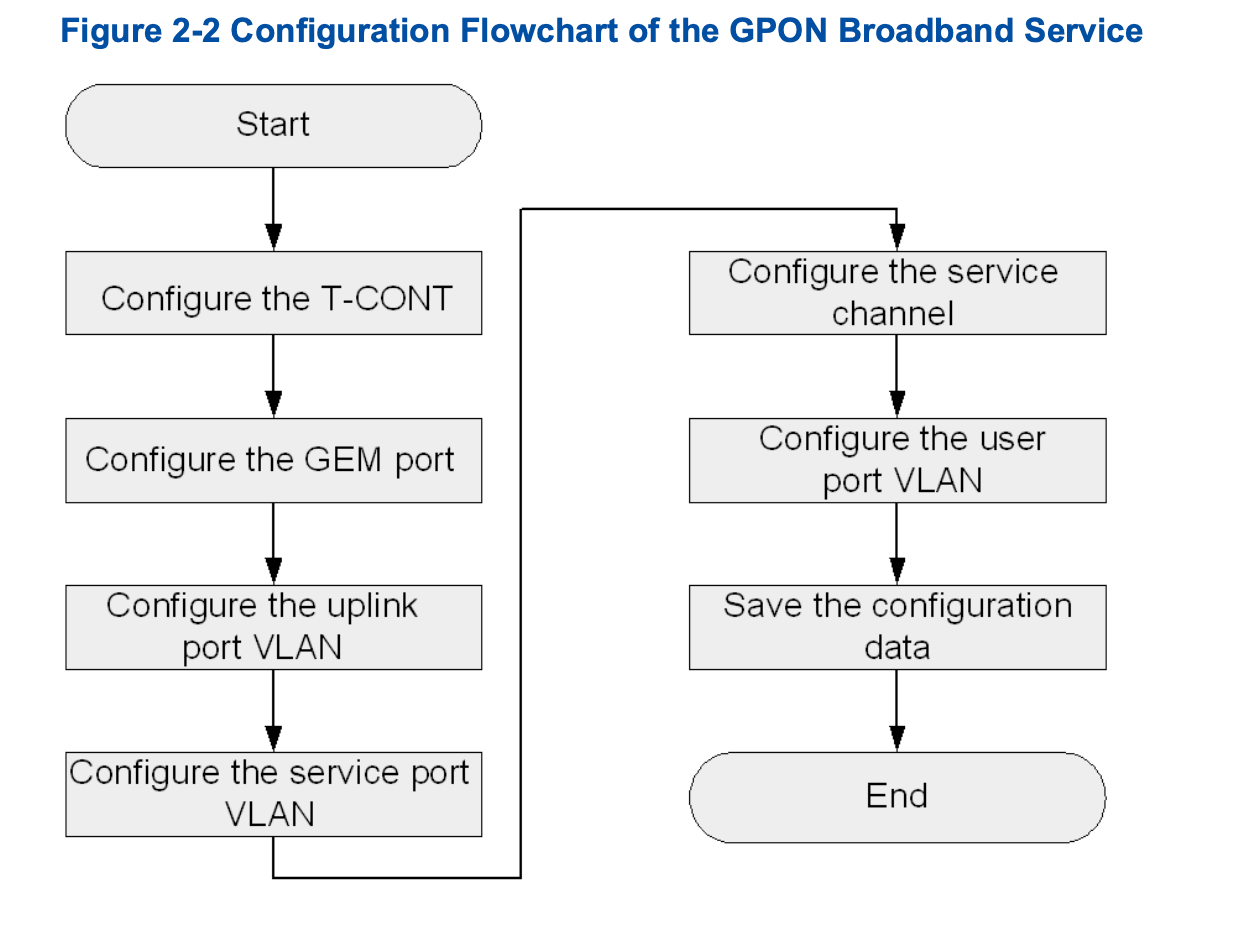 Figure 2-2 Configuration Flowchart of the GPON Broadband Service
Start
Configure the T-CONT
Configure the GEM port
Configure the uplink
port VLAN
Configure the service port
VLAN
Configure the service
channel
Configure the user
port VLAN
Save the configuration
data
End